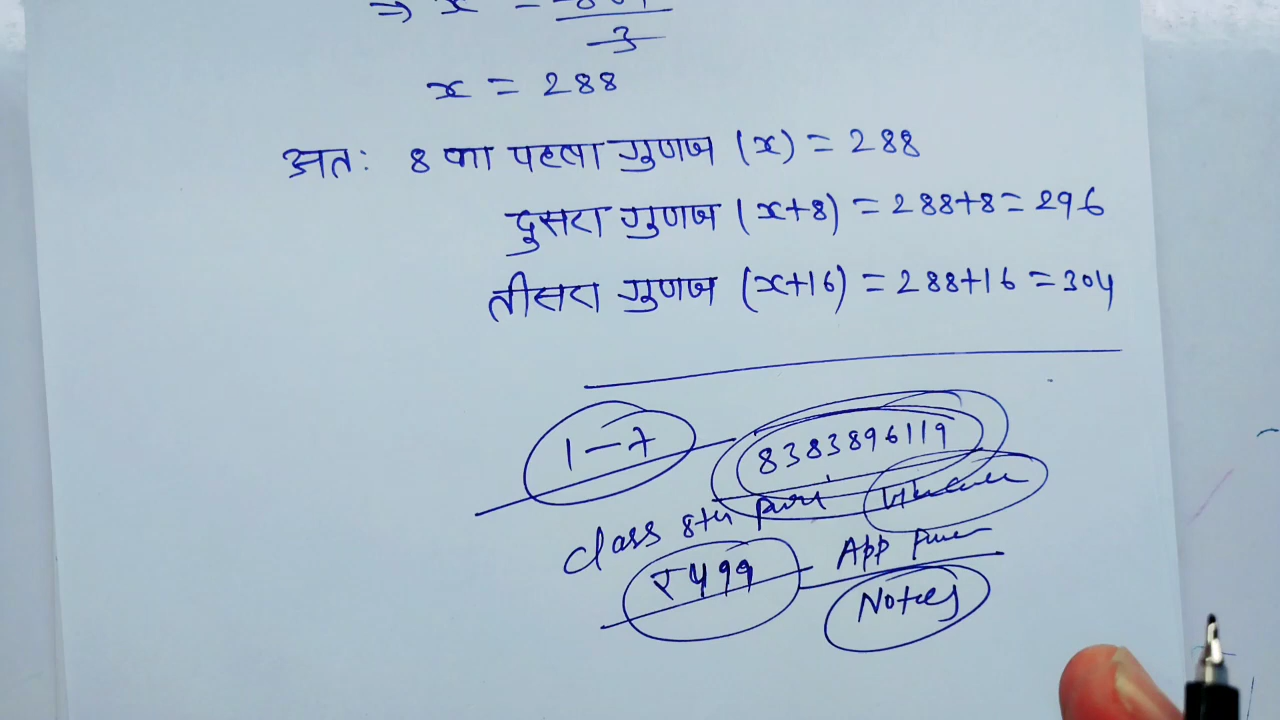 ⇒ x =
3
x = 288
अतः 8 का पहला गुणज (x) = 288
दुसरा गुणज (x+8) = 288+8 = 296
तीसरा गुणज (x+16) = 288+16 = 304
1-7 8383896119
class 8th
₹499 App
Notes